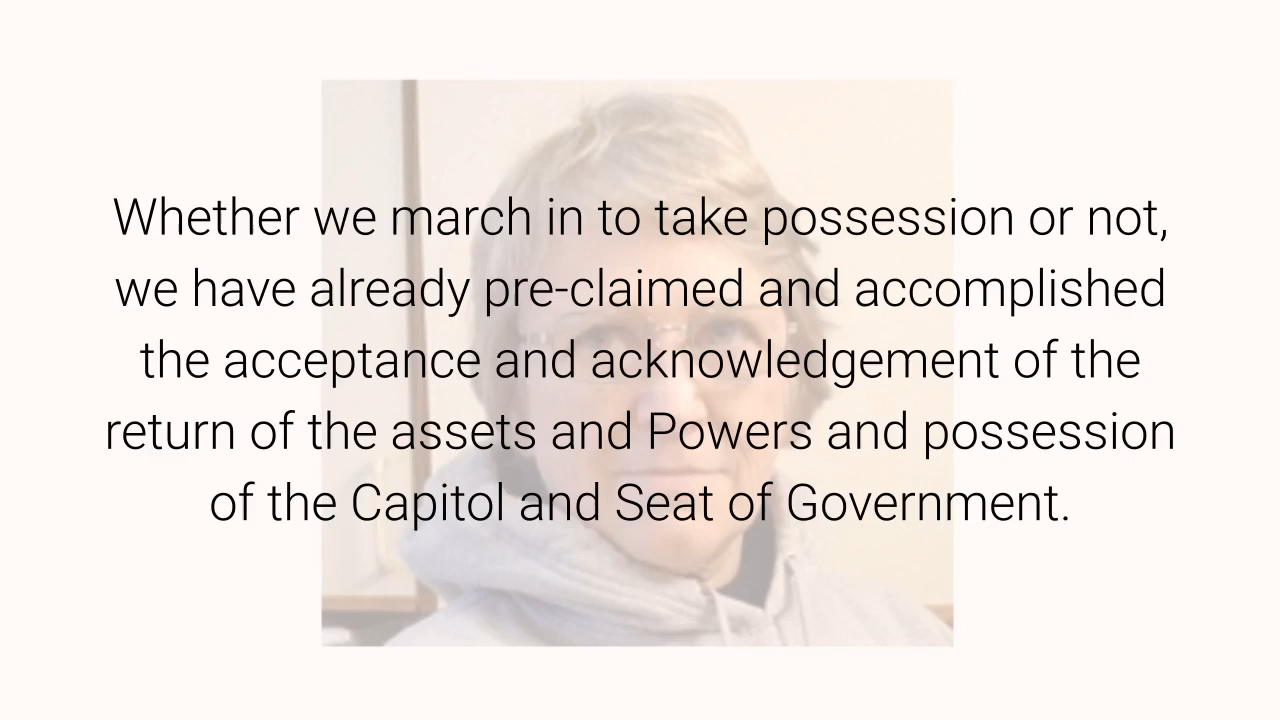 Whether we march in to take possession or not,
we have already pre-claimed and accomplished
the acceptance and acknowledgement of the
return of the assets and Powers and possession
of the Capitol and Seat of Government.